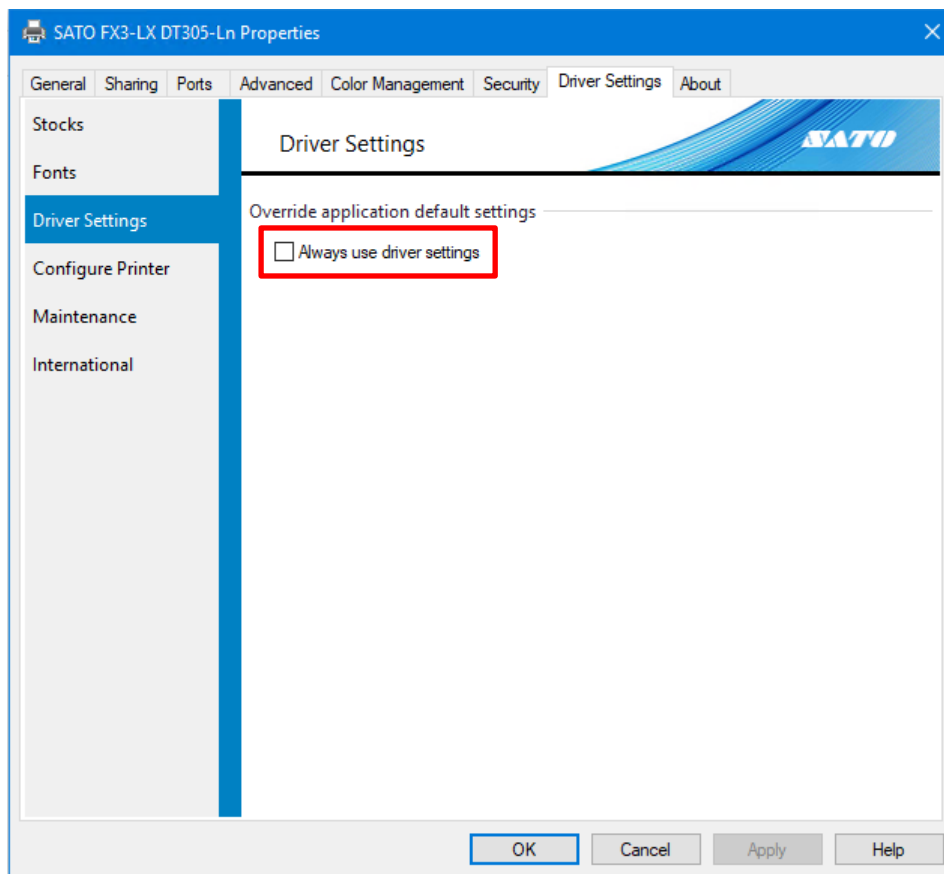 SATO FX3-LX DT305-Ln Properties
General Sharing Ports Advanced Color Management Security Driver Settings About
Stocks
Fonts
Driver Settings
Configure Printer
Maintenance
International
Driver Settings
SATO
Override application default settings
Always use driver settings
OK Cancel Apply Help